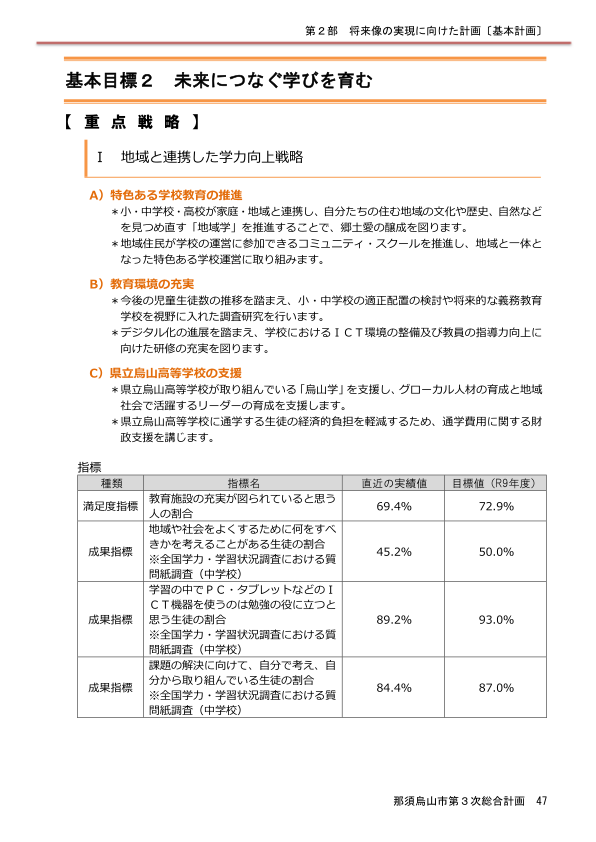 第２部　将来像の実現に向けた計画〔基本計画〕
基本目標２　未来につなぐ学びを育む
【 重 点 戦 略 】
Ⅰ　地域と連携した学力向上戦略
A）特色ある学校教育の推進
＊小・中学校・高校が家庭・地域と連携し、自分たちの住む地域の文化や歴史、自然など
を見つめ直す「地域学」を推進することで、郷土愛の醸成を図ります。
＊地域住民が学校の運営に参加できるコミュニティ・スクールを推進し、地域と一体と
なった特色ある学校運営に取り組みます。
B）教育環境の充実
＊今後の児童生徒数の推移を踏まえ、小・中学校の適正配置の検討や将来的な義務教育
学校を視野に入れた調査研究を行います。
＊デジタル化の進展を踏まえ、学校におけるＩＣＴ環境の整備及び教員の指導力向上に
向けた研修の充実を図ります。
C）県立烏山高等学校の支援
＊県立烏山高等学校が取り組んでいる「烏山学」を支援し、グローカル人材の育成と地域
社会で活躍するリーダーの育成を支援します。
＊県立烏山高等学校に通学する生徒の経済的負担を軽減するため、通学費用に関する財
政支援を講じます。
指標
種類　指標名　直近の実績値　目標値（R9年度）
満足度指標　教育施設の充実が図られていると思う
人の割合　69.4%　72.9%
地域や社会をよくするために何をすべ
きかを考えることがある生徒の割合
成果指標　※全国学力・学習状況調査における質　45.2%　50.0%
問紙調査（中学校）
学習の中でＰＣ・タブレットなどのＩ
ＣＴ機器を使うのは勉強の役に立つと
成果指標　思う生徒の割合　89.2%　93.0%
※全国学力・学習状況調査における質
問紙調査（中学校）
課題の解決に向けて、自分で考え、自
分から取り組んでいる生徒の割合
成果指標　※全国学力・学習状況調査における質　84.4%　87.0%
問紙調査（中学校）
那須烏山市第３次総合計画　47